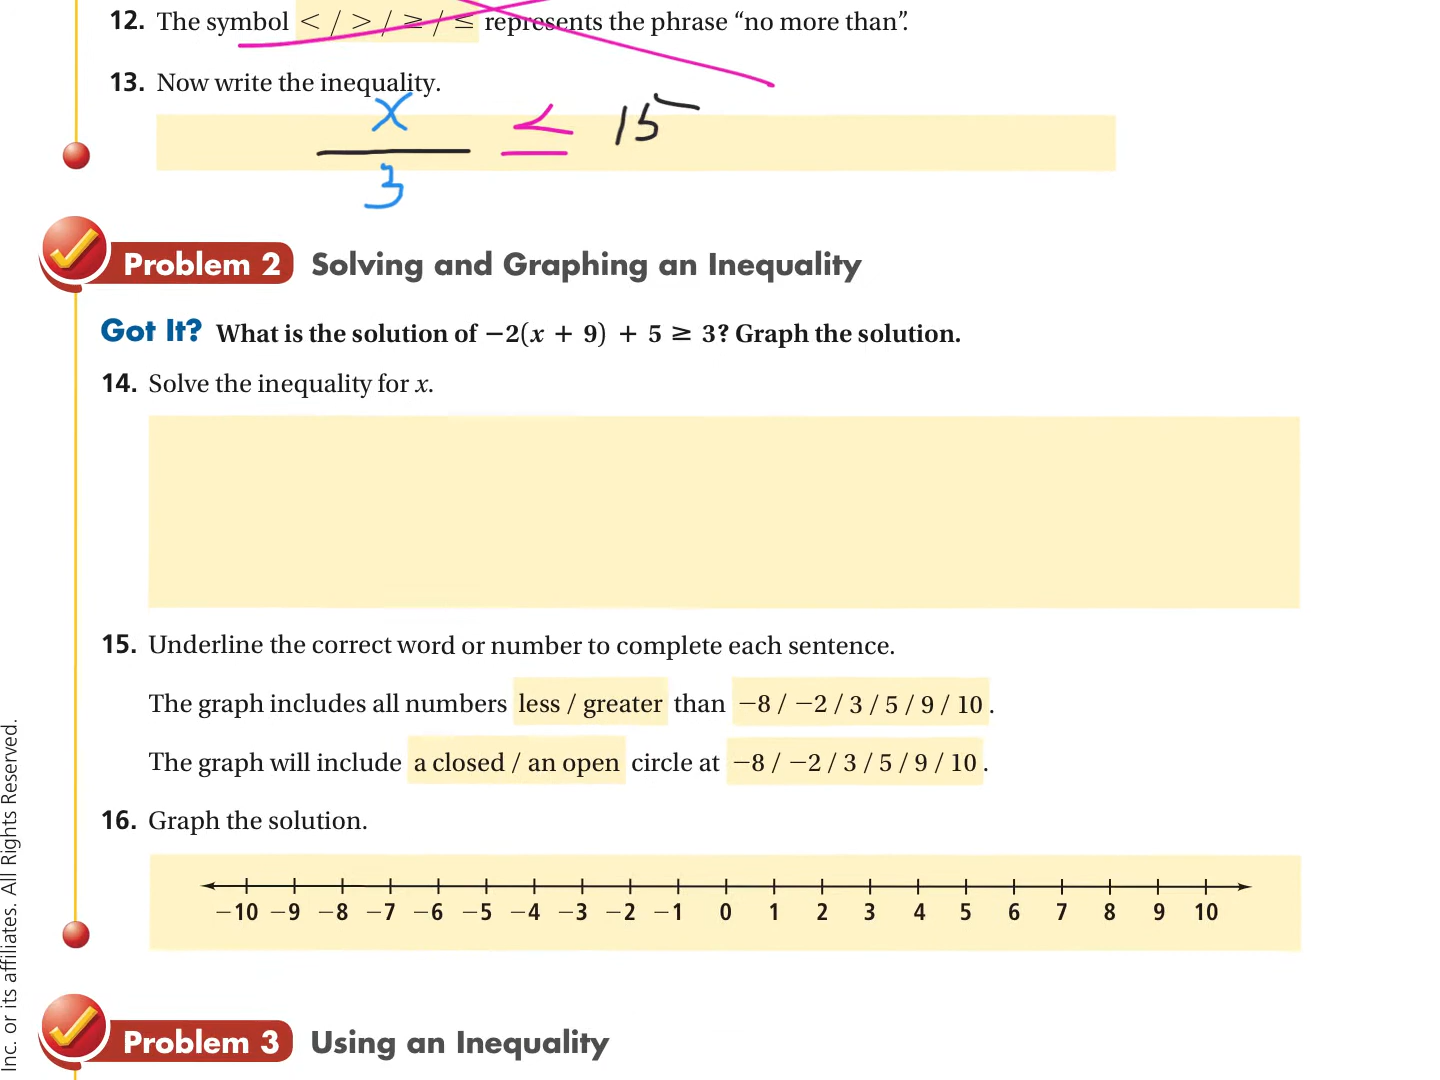 12. The symbol < / > / ≥ / ≤ represents the phrase “no more than”.
13. Now write the inequality.
x
3
≤ 15
Problem 2 Solving and Graphing an Inequality
Got It? What is the solution of −2(x + 9) + 5 ≥ 3? Graph the solution.
14. Solve the inequality for x.
15. Underline the correct word or number to complete each sentence.
The graph includes all numbers less / greater than −8 / −2 / 3 / 5 / 9 / 10 .
The graph will include a closed / an open circle at −8 / −2 / 3 / 5 / 9 / 10 .
16. Graph the solution.
−10 −9 −8 −7 −6 −5 −4 −3 −2 −1 0 1 2 3 4 5 6 7 8 9 10
Problem 3 Using an Inequality
Inc. or its affiliates. All Rights Reserved.